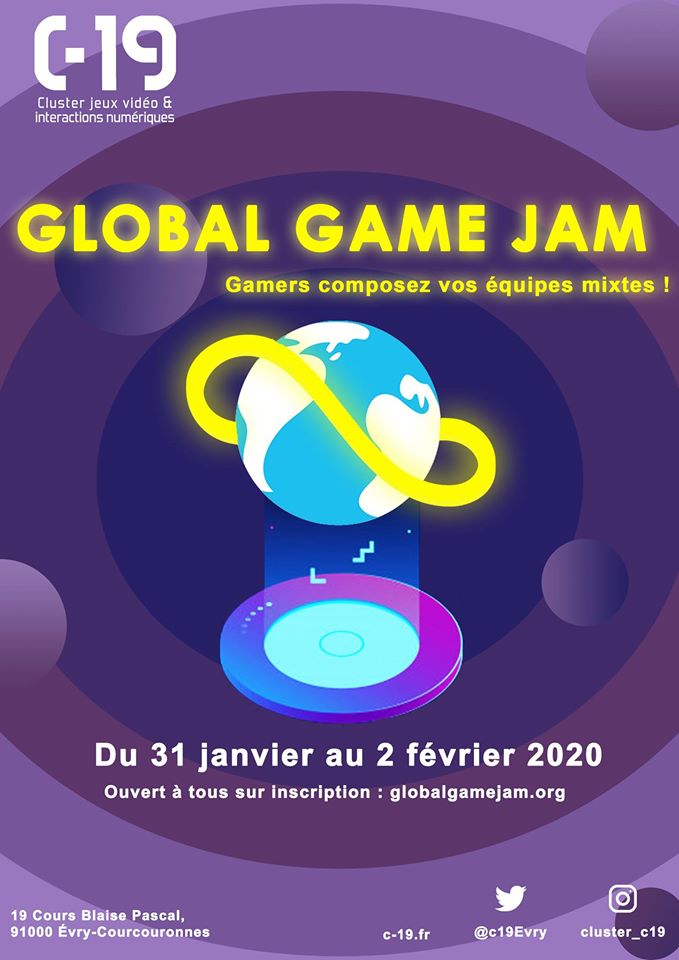 C-19
Cluster jeux vidéo &
interactions numériques
GLOBAL GAME JAM
Gamers composez vos équipes mixtes !
Du 31 janvier au 2 février 2020
Ouvert à tous sur inscription : globalgamejam.org
19 Cours Blaise Pascal,
91000 Évry-Courcouronnes
c-19.fr
@c19Evry
cluster_c19